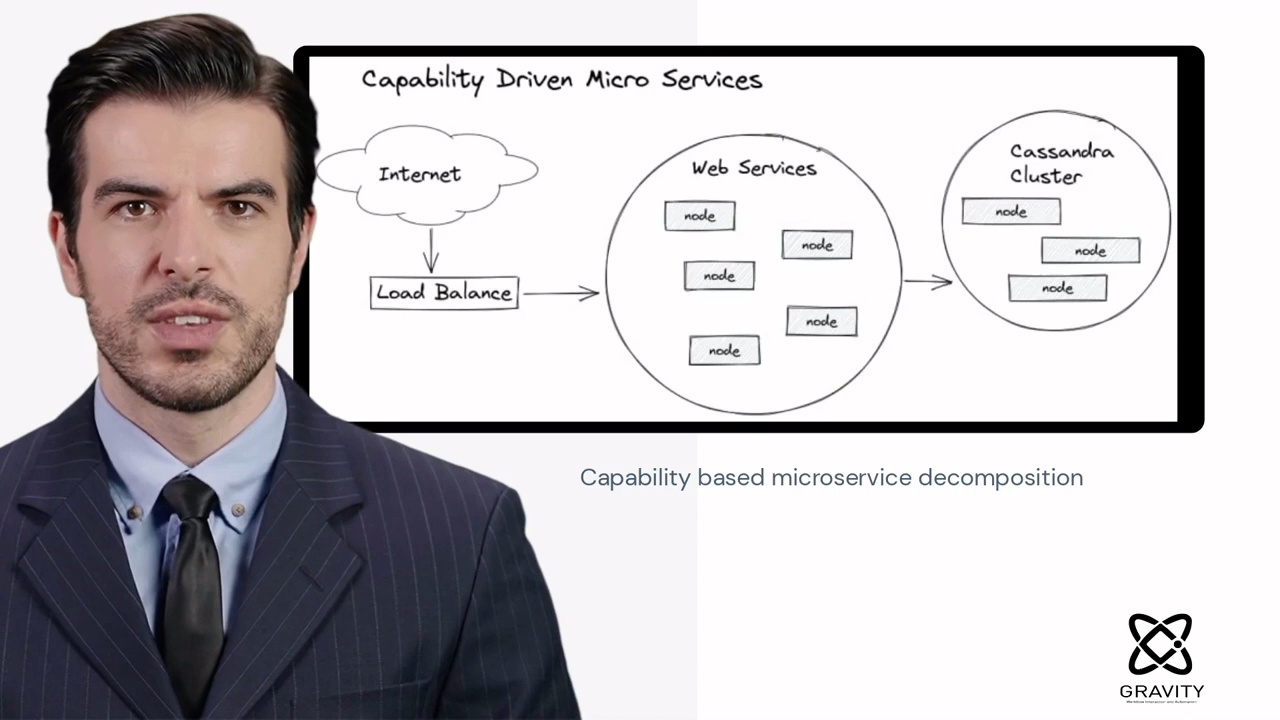 Capability Driven Micro Services
Internet
Load Balance
Web Services
node
node
node
node
node
Cassandra
Cluster
node
node
node
Capability based microservice decomposition
GRAVITY